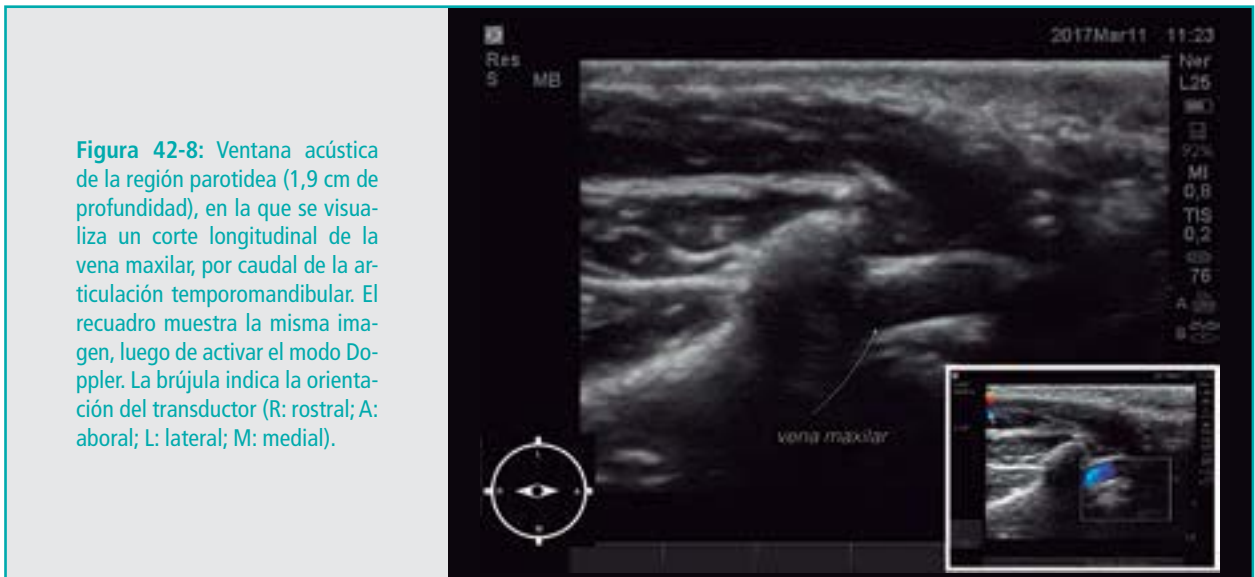 Figura 42-8: Ventana acústica
de la región parotidea (1,9 cm de
profundidad), en la que se visua-
liza un corte longitudinal de la
vena maxilar, por caudal de la ar-
ticulación temporomandibular. El
recuadro muestra la misma ima-
gen, luego de activar el modo Do-
ppler. La brújula indica la orienta-
ción del transductor (R: rostral; A:
aboral; L: lateral; M: medial).
2017Mar11 11:23
Res
S MB
Ner
L25
92%
MI
0,8
TIS
0,2
76
A
B
vena maxilar
L